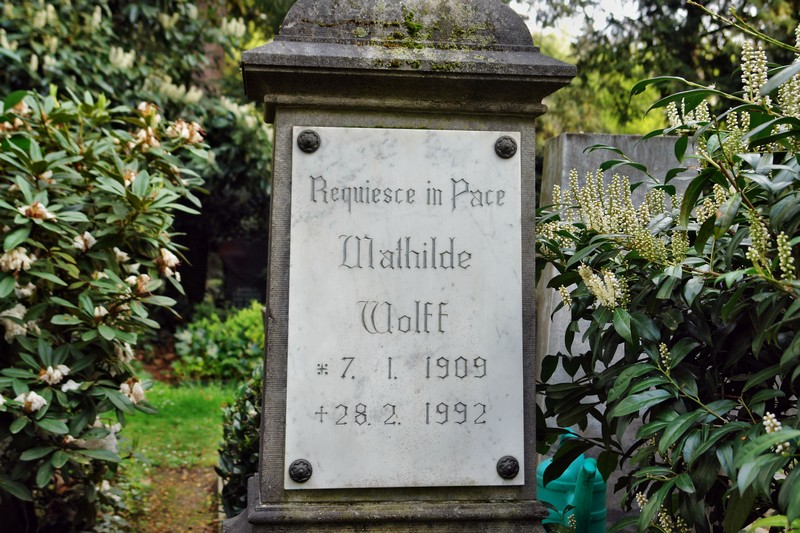 Requiesce in Pace
Mathilde
Wolff
* 7. 1. 1909
†28. 2. 1992